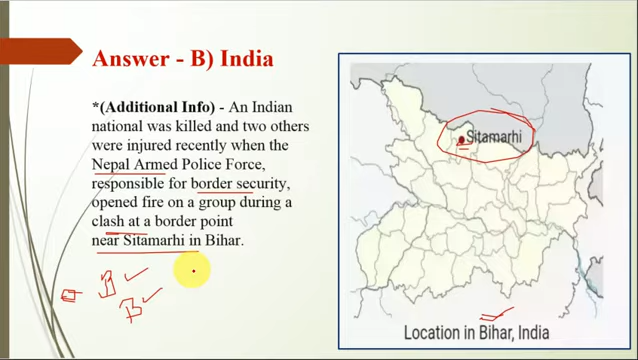 Answer - B) India
*(Additional Info) - An Indian
national was killed and two others
were injured recently when the
Nepal Armed Police Force,
responsible for border security,
opened fire on a group during a
clash at a border point
near Sitamarhi in Bihar.
B
B
Sitamarhi
Location in Bihar, India